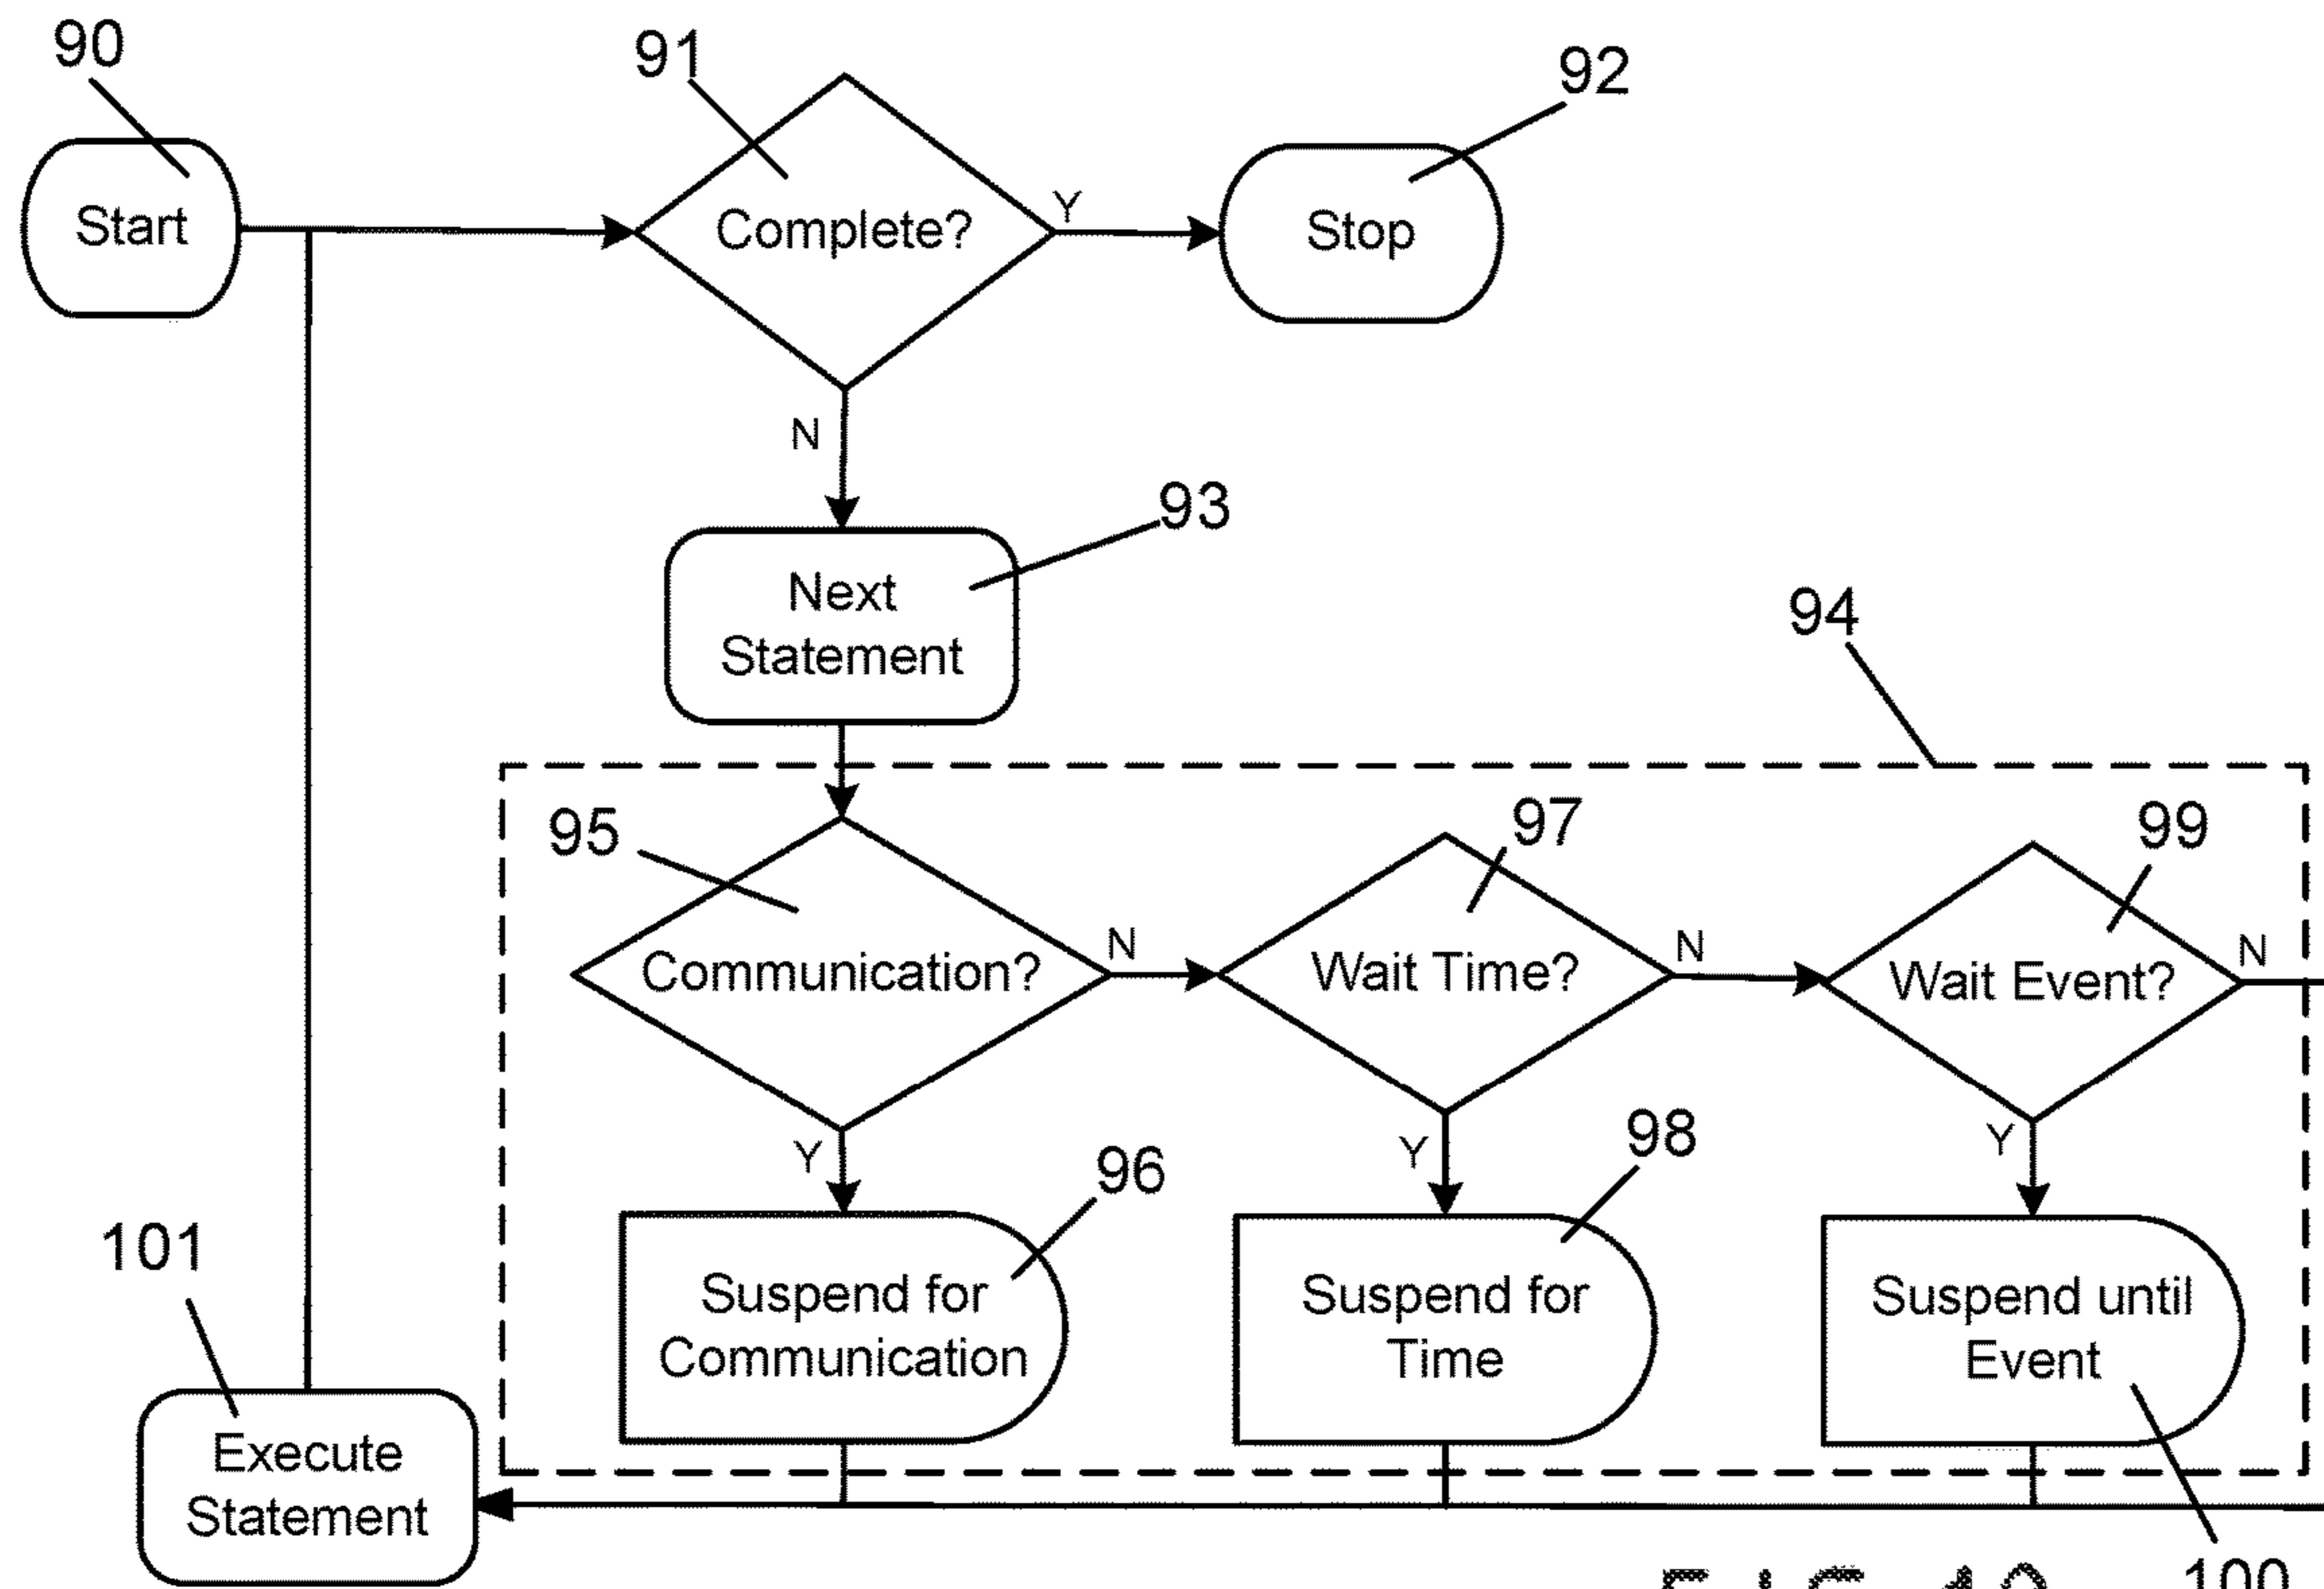 90
91
92
Start
Complete?
Y
Stop
N
93
Next
Statement
94
95
97
99
Communication?
N
Wait Time?
N
Wait Event?
N
Y
96
Y
98
Y
101
Suspend for
Communication
Suspend for
Time
Suspend until
Event
Execute
Statement
100